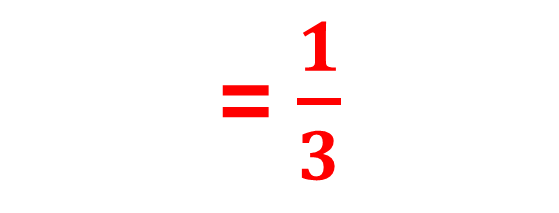 = 1/3